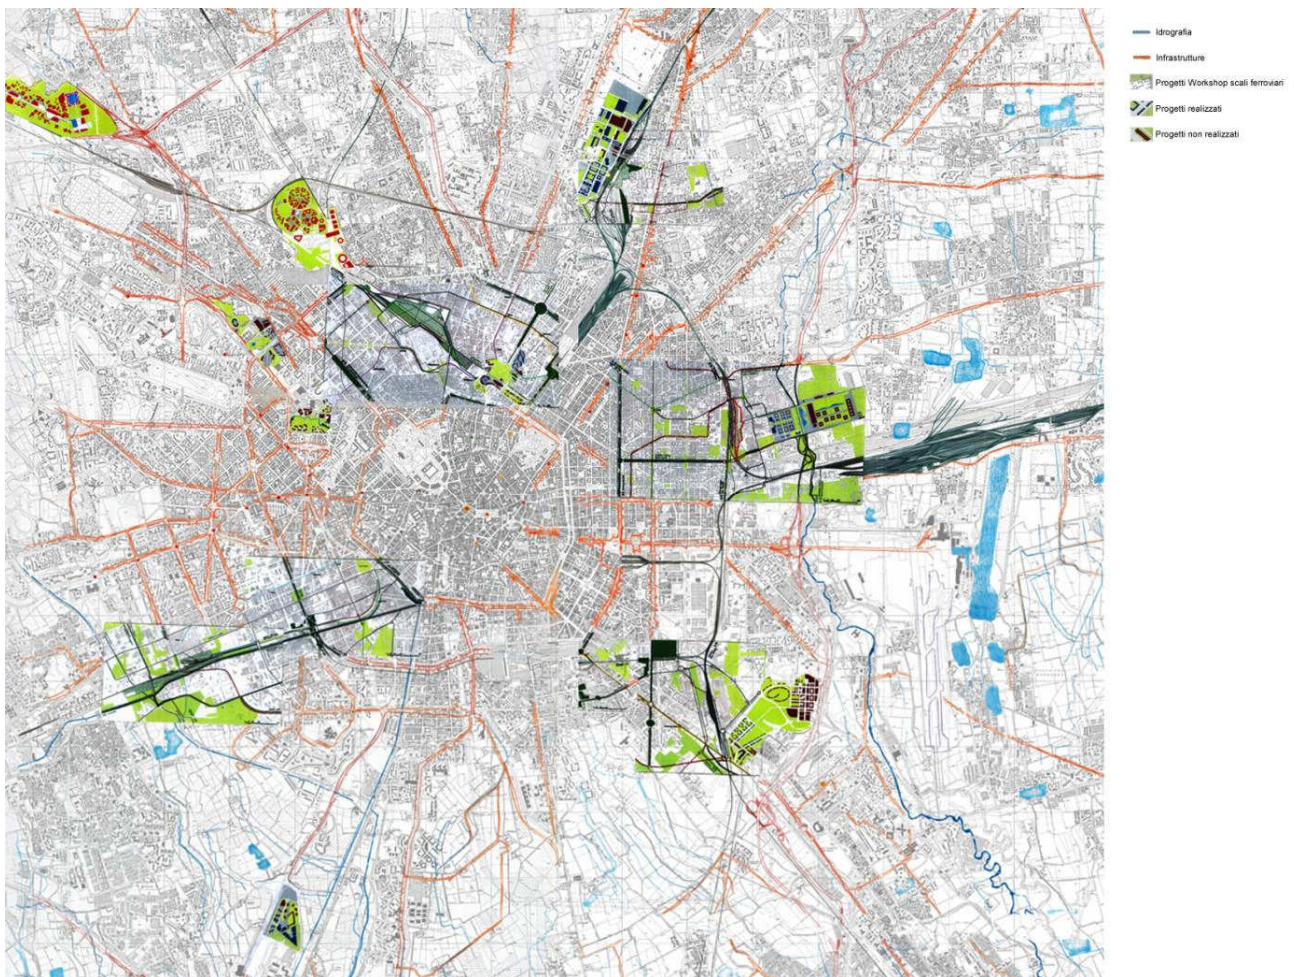 Idrografia
Infrastrutture
Progetti Workshop scali ferroviari
Progetti realizzati
Progetti non realizzati